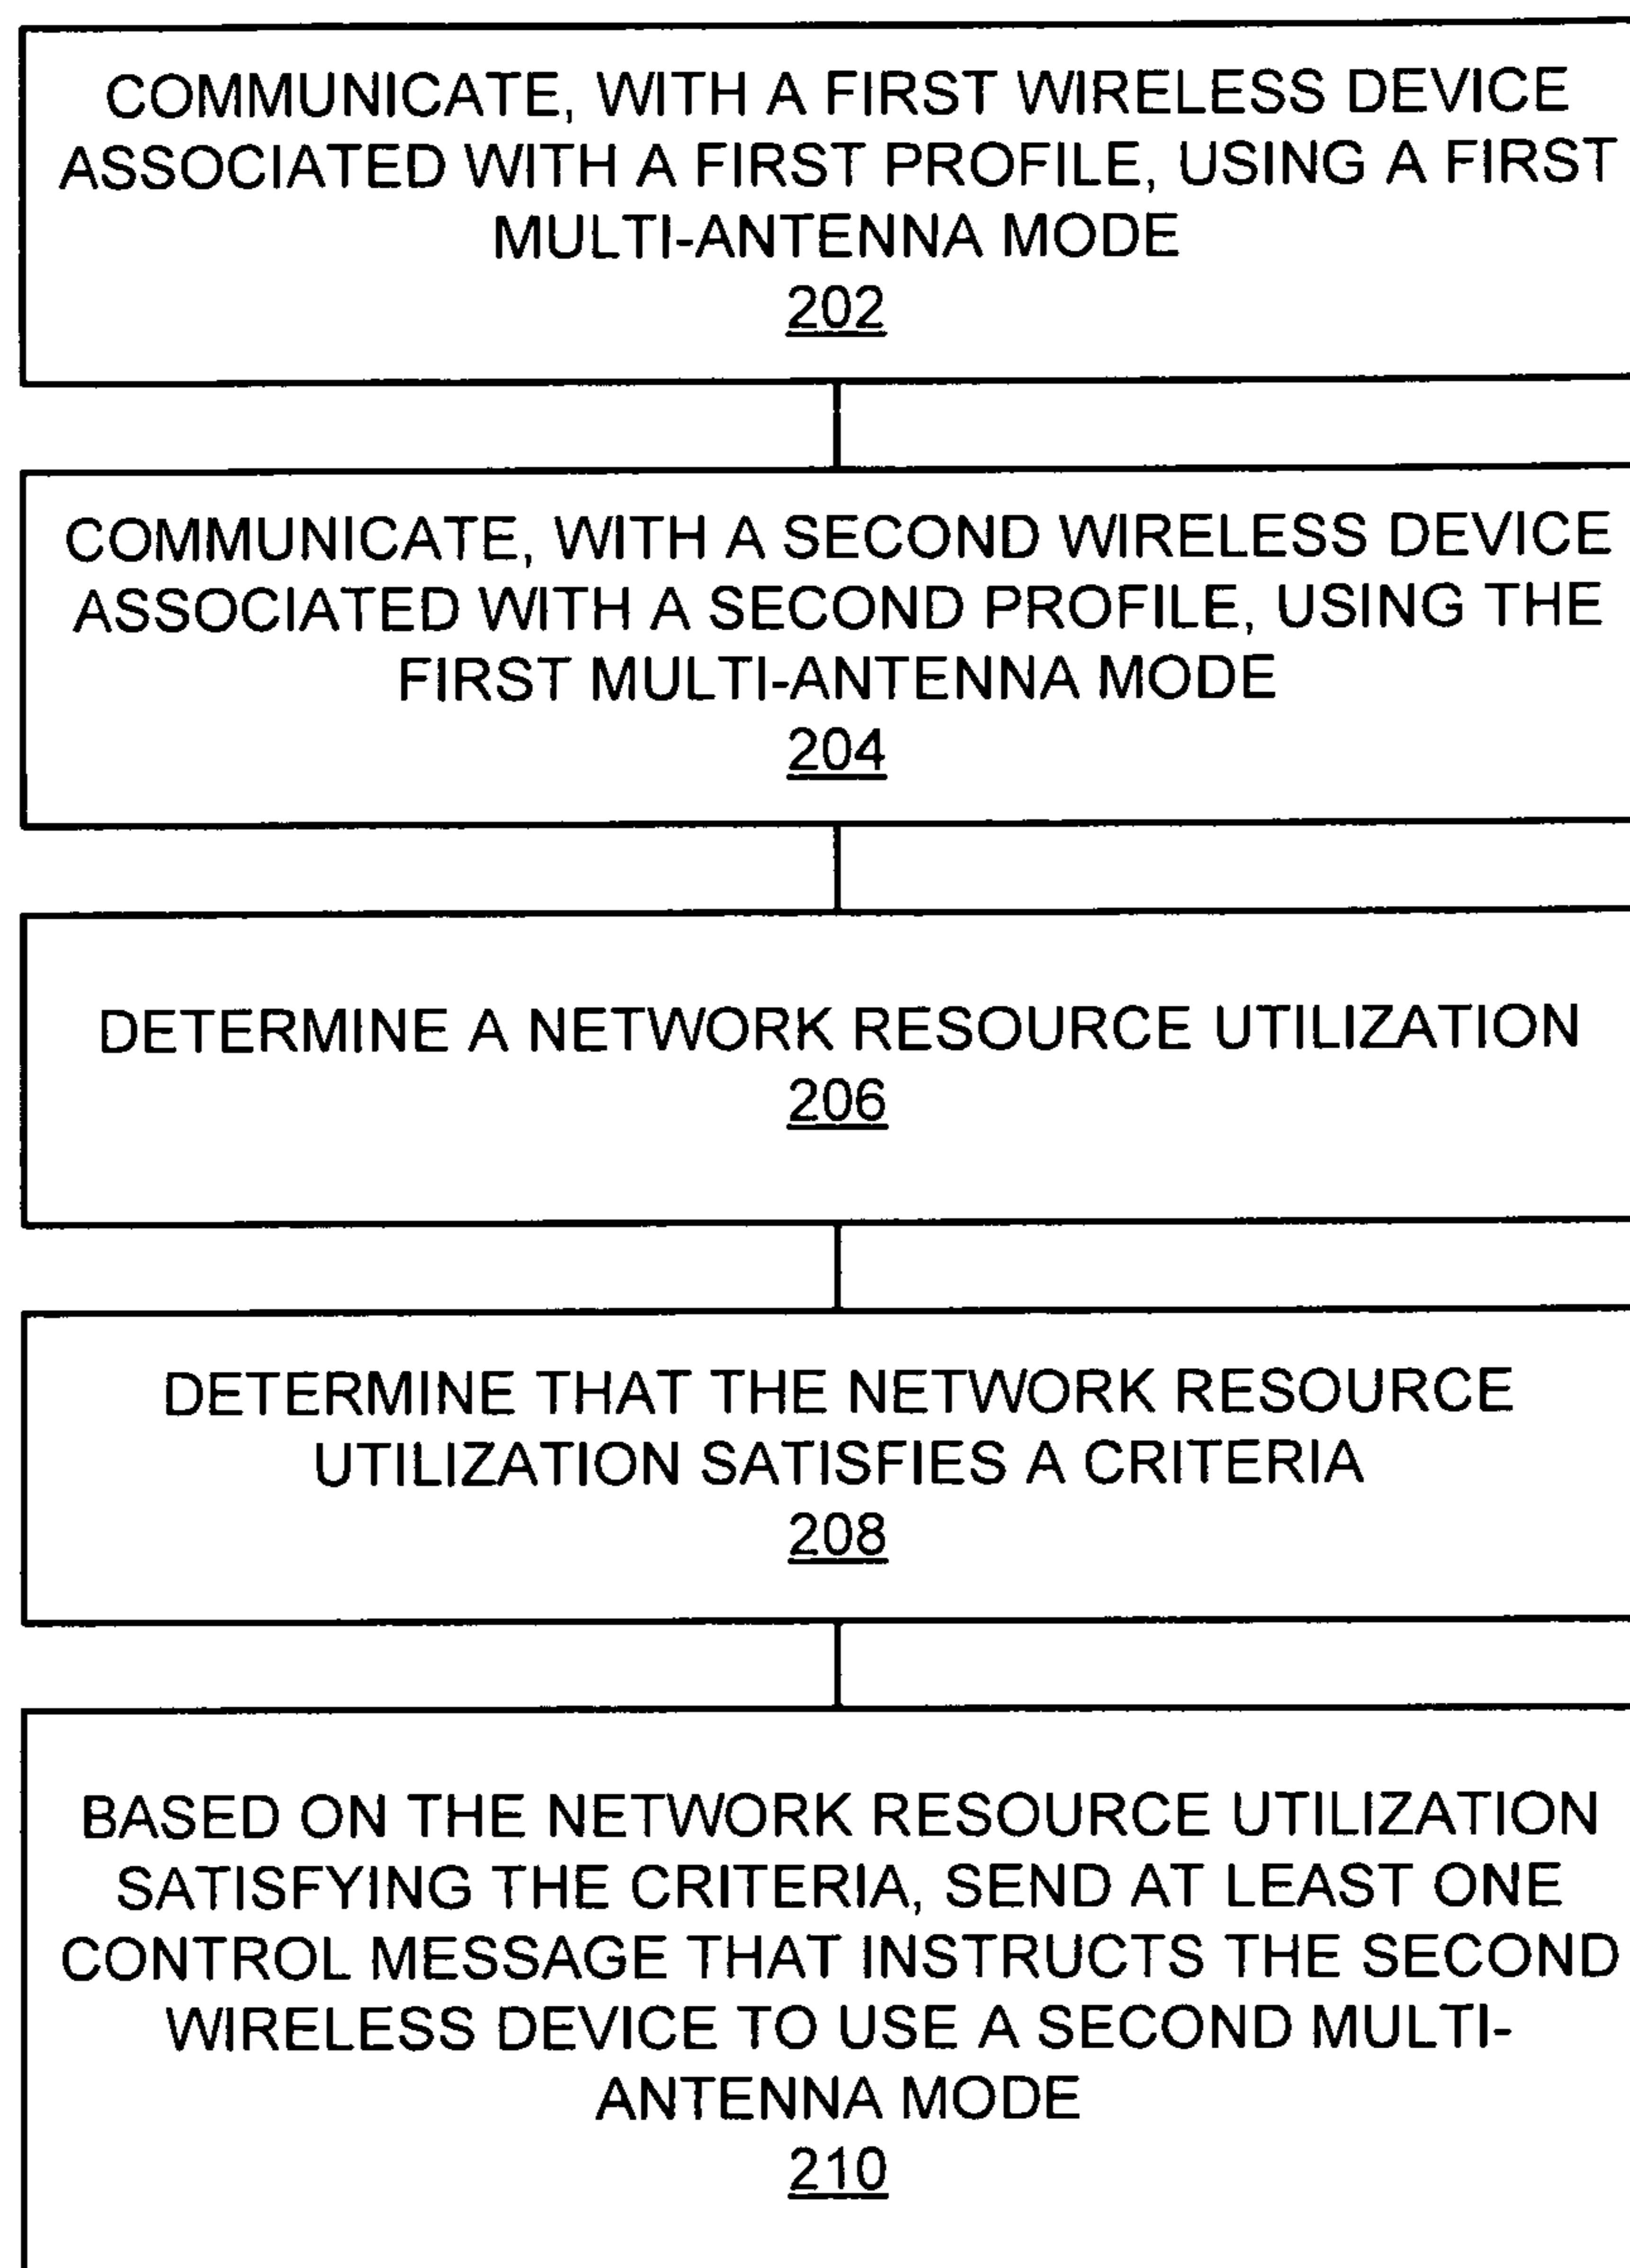 COMMUNICATE, WITH A FIRST WIRELESS DEVICE
ASSOCIATED WITH A FIRST PROFILE, USING A FIRST
MULTI-ANTENNA MODE
202
COMMUNICATE, WITH A SECOND WIRELESS DEVICE
ASSOCIATED WITH A SECOND PROFILE, USING THE
FIRST MULTI-ANTENNA MODE
204
DETERMINE A NETWORK RESOURCE UTILIZATION
206
DETERMINE THAT THE NETWORK RESOURCE
UTILIZATION SATISFIES A CRITERIA
208
BASED ON THE NETWORK RESOURCE UTILIZATION
SATISFYING THE CRITERIA, SEND AT LEAST ONE
CONTROL MESSAGE THAT INSTRUCTS THE SECOND
WIRELESS DEVICE TO USE A SECOND MULTI-
ANTENNA MODE
210